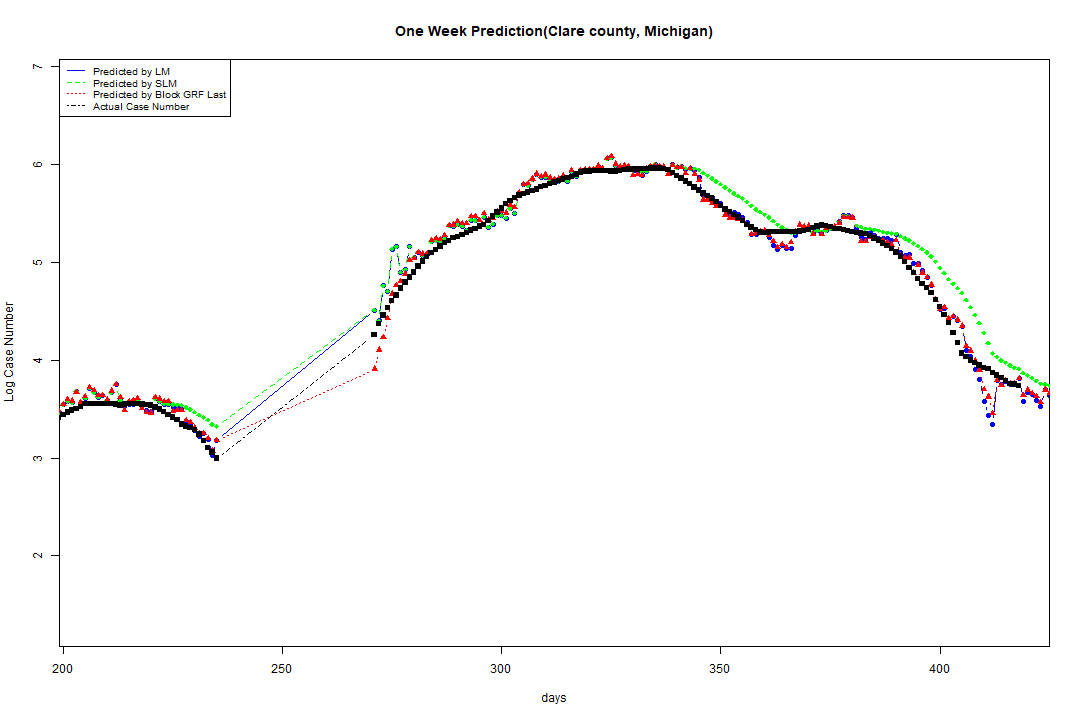 One Week Prediction(Clare county, Michigan)
Predicted by LM
Predicted by SLM
Predicted by Block GRF Last
Actual Case Number
7
6
5
4
3
2
Log Case Number
200 250 300 350 400
days